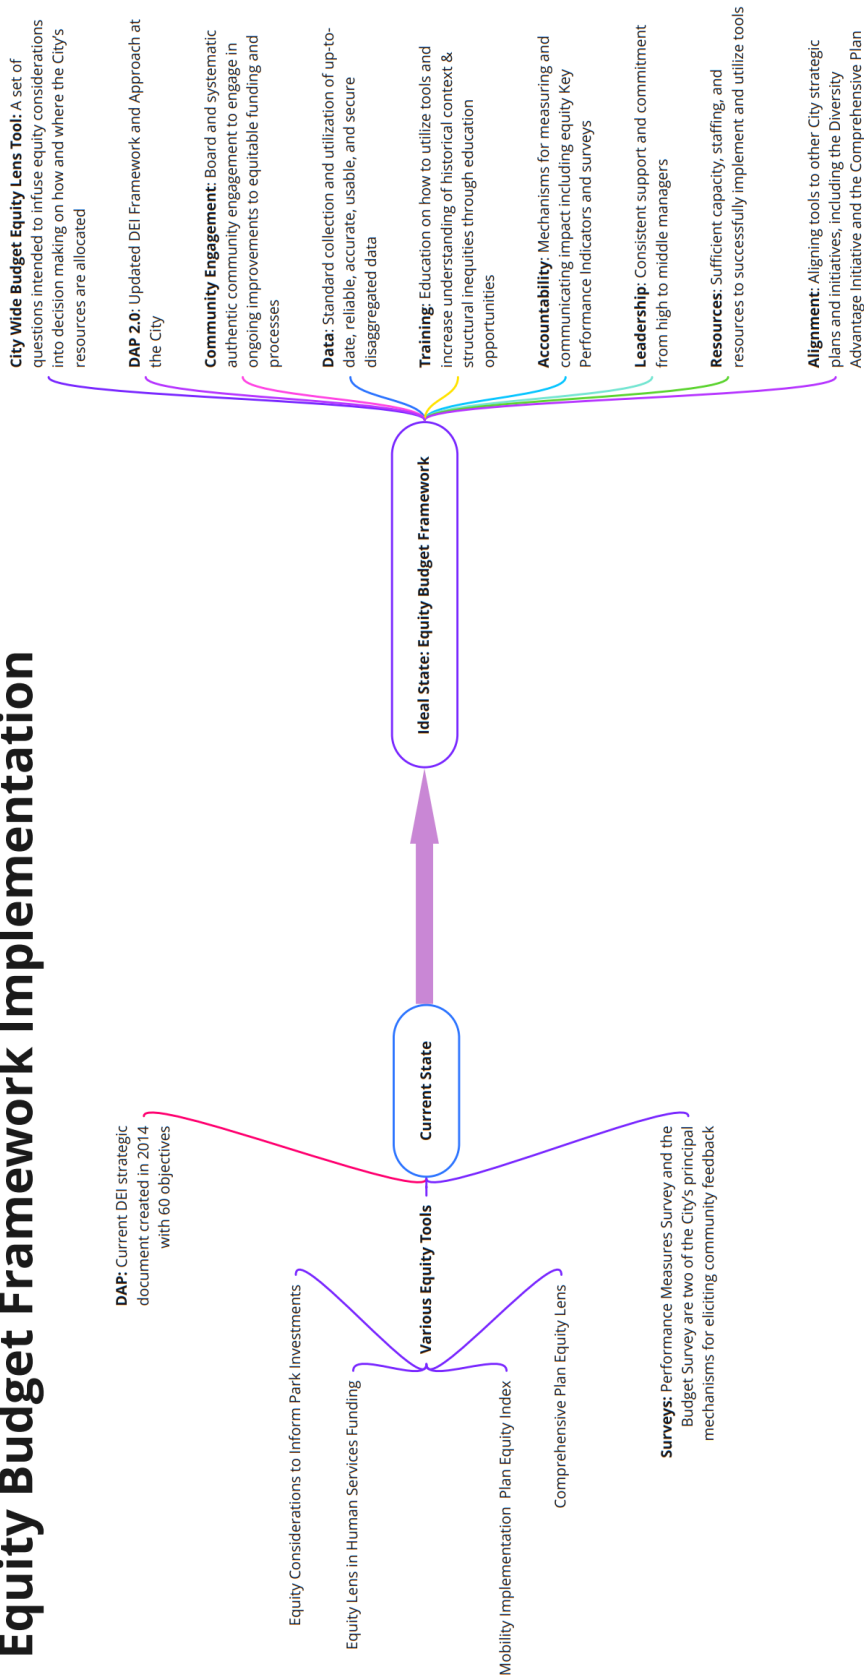 Equity Budget Framework Implementation
DAP: Current DEI strategic
document created in 2014
with 60 objectives
Equity Considerations to Inform Park Investments
Equity Lens in Human Services Funding
Various Equity Tools
Mobility Implementation  Plan Equity Index
Comprehensive Plan Equity Lens
Surveys: Performance Measures Survey and the
Budget Survey are two of the City's principal
mechanisms for eliciting community feedback
Current State
Ideal State: Equity Budget Framework
City Wide Budget Equity Lens Tool: A set of
questions intended to infuse equity considerations
into decision making on how and where the City's
resources are allocated
DAP 2.0: Updated DEI Framework and Approach at
the City
Community Engagement: Board and systematic
authentic community engagement to engage in
ongoing improvements to equitable funding and
processes
Data: Standard collection and utilization of up-to-
date, reliable, accurate, usable, and secure
disaggregated data
Training: Education on how to utilize tools and
increase understanding of historical context &
structural inequities through education
opportunities
Accountability: Mechanisms for measuring and
communicating impact including equity Key
Performance Indicators and surveys
Leadership: Consistent support and commitment
from high to middle managers
Resources: Sufficient capacity, staffing, and
resources to successfully implement and utilize tools
Alignment: Aligning tools to other City strategic
plans and initiatives, including the Diversity
Advantage Initiative and the Comprehensive Plan